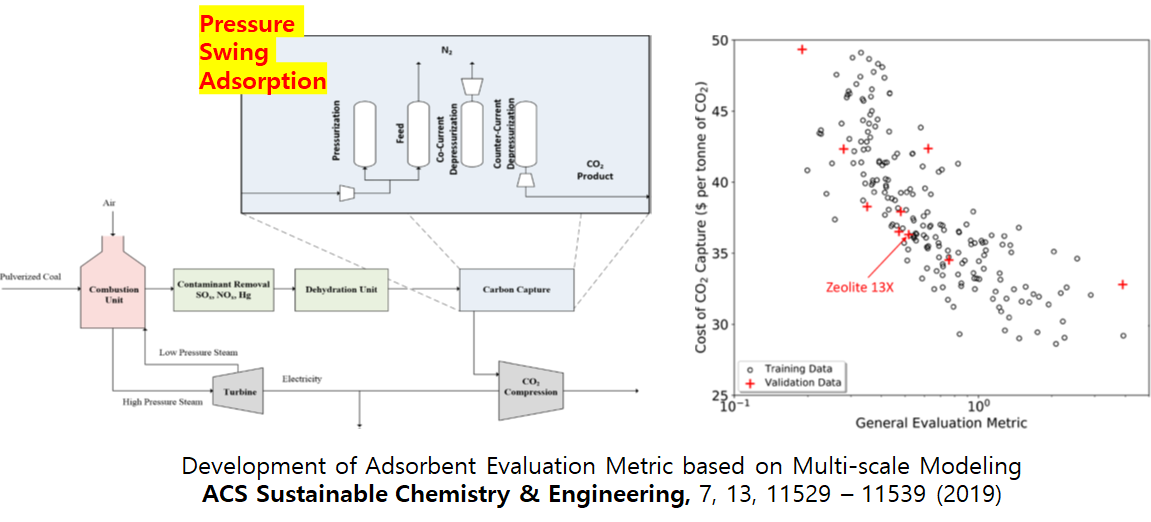 Pressure
Swing
Adsorption
N₂
Pressurization
Feed
Co-Current
Depressurization
Counter-Current
Depressurization
CO₂
Product
Air
Pulverized Coal
Combustion
Unit
Contaminant Removal
SOₓ, NOₓ, Hg
Dehydration Unit
Carbon Capture
Low Pressure Steam
Turbine
Electricity
High Pressure Steam
CO₂
Compression
Cost of CO₂ Capture ($ per tonne of CO₂)
50
45
40
35
30
25
Zeolite 13X
Training Data
Validation Data
10⁻¹
10⁰
General Evaluation Metric
Development of Adsorbent Evaluation Metric based on Multi-scale Modeling
ACS Sustainable Chemistry & Engineering, 7, 13, 11529 – 11539 (2019)